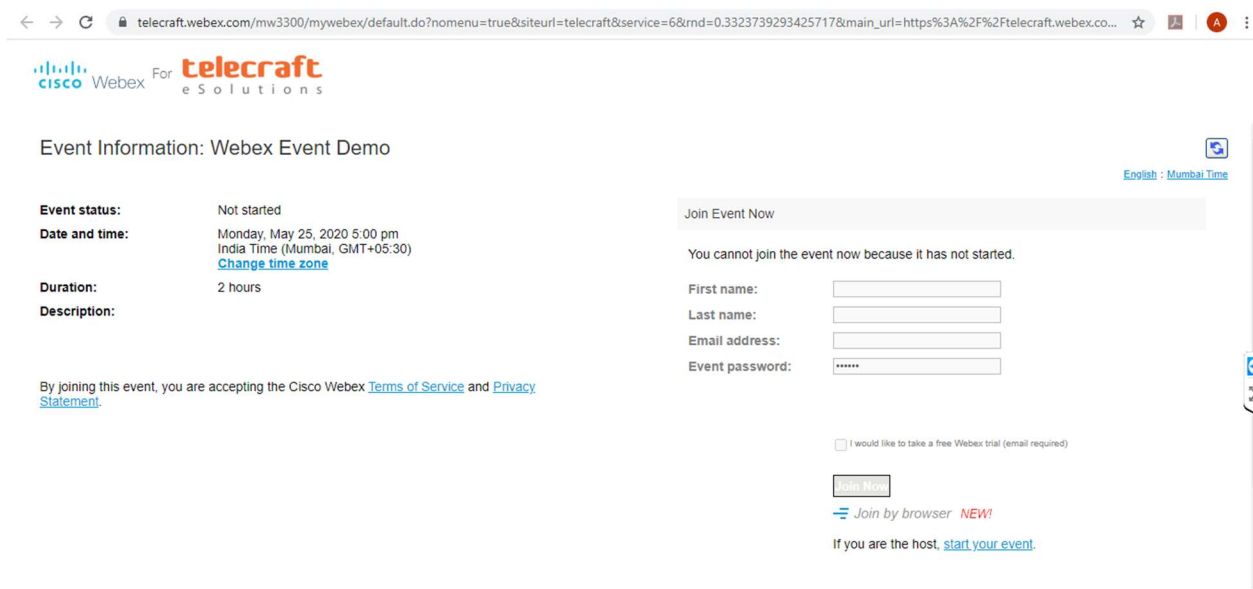 telecraft.webex.com/mw3300/mywebex/default.do?nomenu=true&siteurl=telecraft&service=6&rnd=0.3323739293425717&main_url=https%3A%2F%2Ftelecraft.webex.co...
A
cisco Webex For telecraft
eSolutions
Event Information: Webex Event Demo
English : Mumbai Time
Event status: Not started
Date and time: Monday, May 25, 2020 5:00 pm
India Time (Mumbai, GMT+05:30)
Change time zone
Duration: 2 hours
Description:
By joining this event, you are accepting the Cisco Webex Terms of Service and Privacy
Statement.
Join Event Now
You cannot join the event now because it has not started.
First name:
Last name:
Email address:
Event password: ••••••
I would like to take a free Webex trial (email required)
Join Now
Join by browser NEW!
If you are the host, start your event.